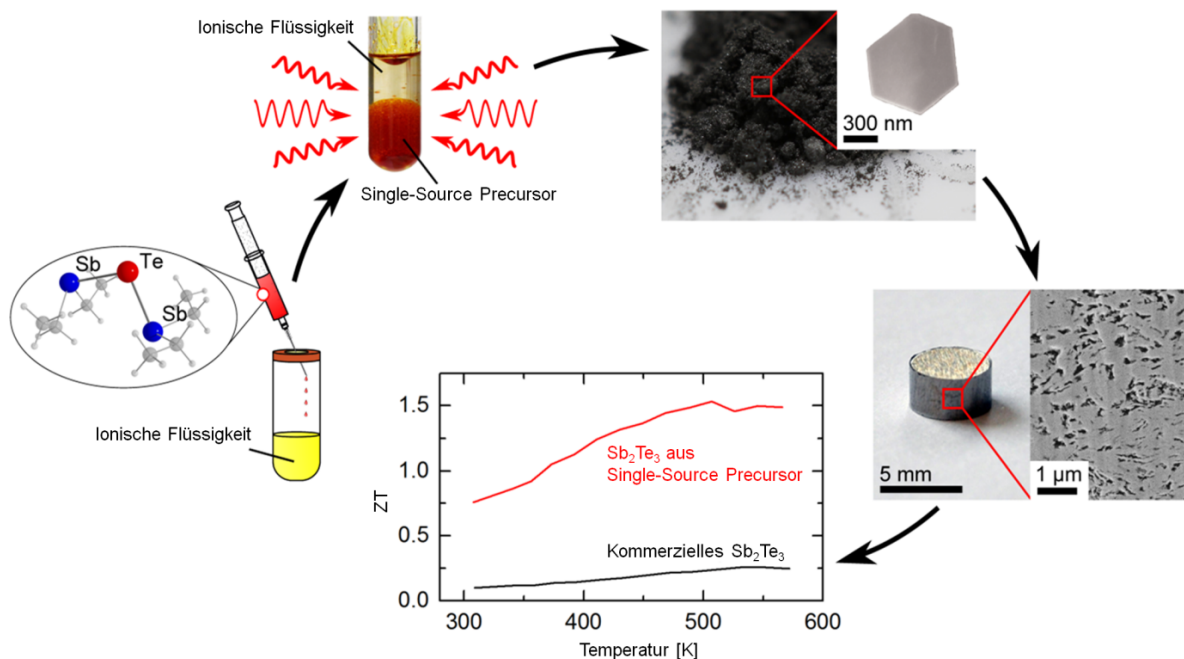 Ionische Flüssigkeit
Single-Source Precursor
300 nm
Sb
Te
Sb
Ionische Flüssigkeit
5 mm
1 µm
1.5
1.0
0.5
0.0
ZT
Sb₂Te₃ aus
Single-Source Precursor
Kommerzielles Sb₂Te₃
300
400
500
600
Temperatur [K]